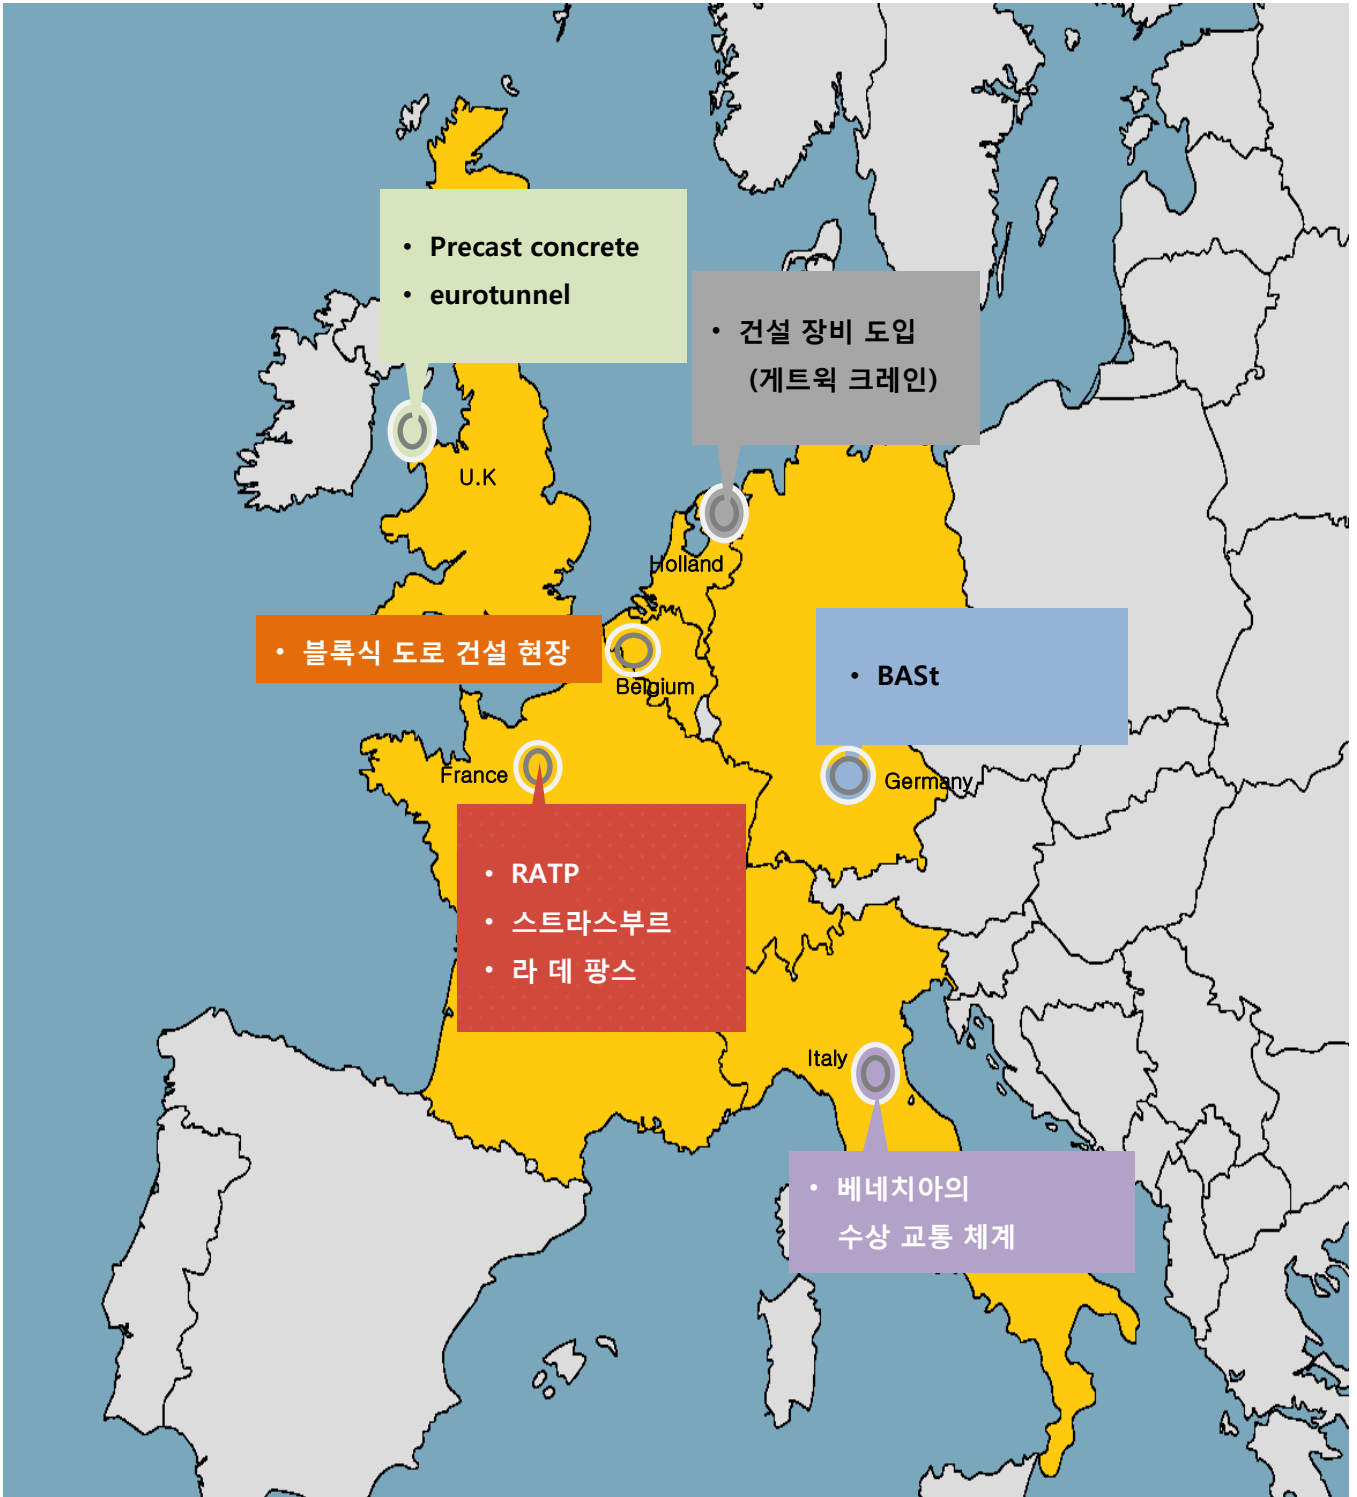 • Precast concrete
• eurotunnel
• 건설 장비 도입
(게트윅 크레인)
U.K
Holland
• 블록식 도로 건설 현장
Belgium
• BASt
France
Germany
• RATP
• 스트라스부르
• 라 데 팡스
Italy
• 베네치아의
수상 교통 체계